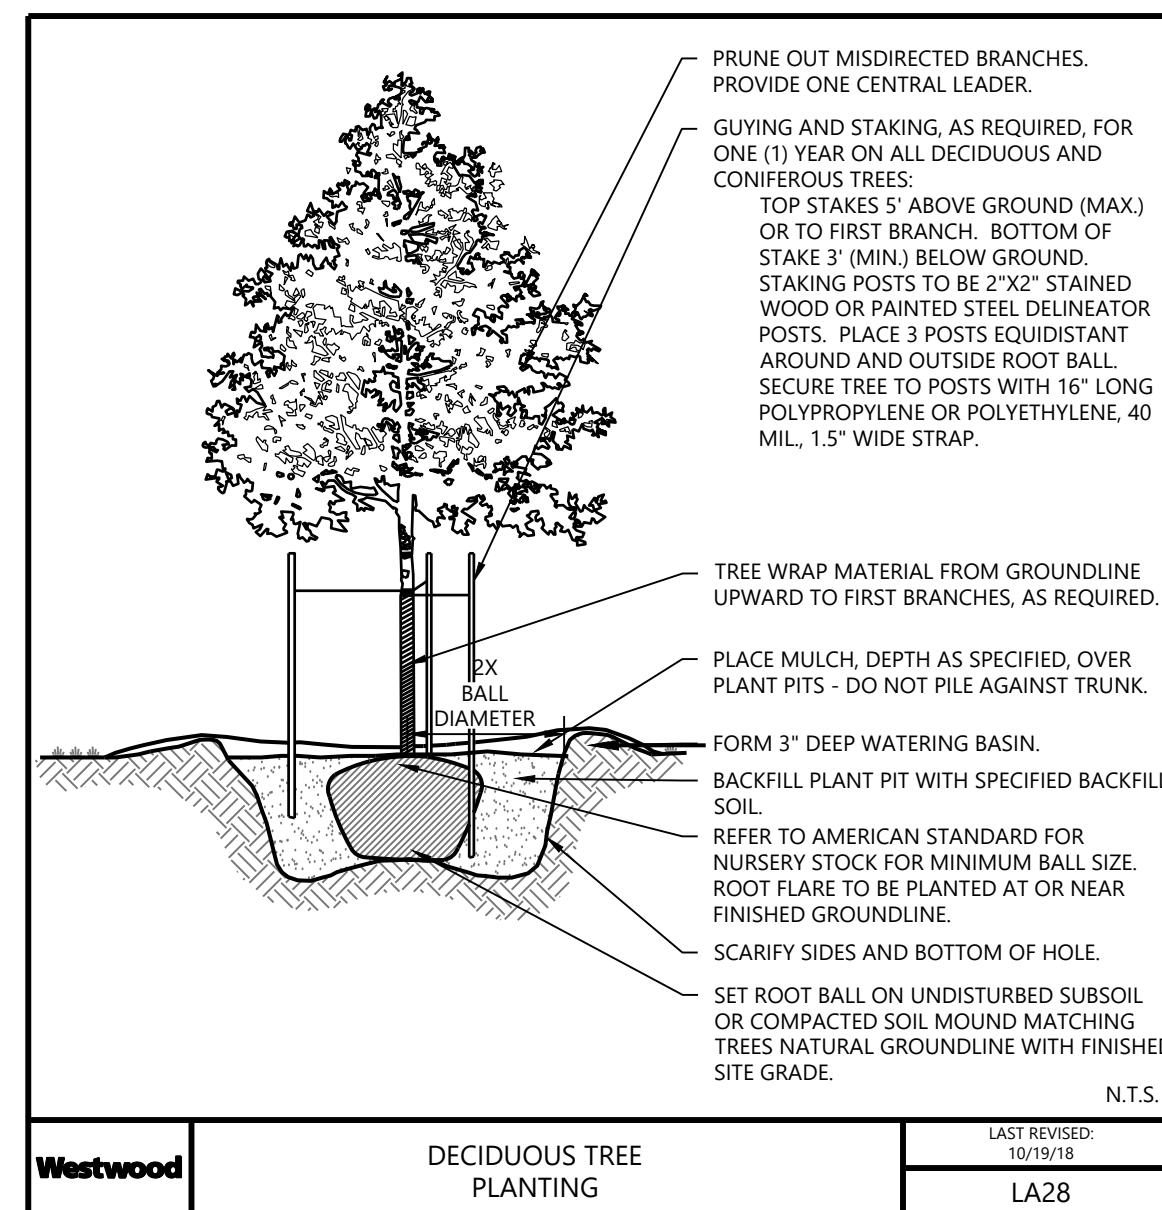 PRUNE OUT MISDIRECTED BRANCHES.
PROVIDE ONE CENTRAL LEADER.
GUYING AND STAKING, AS REQUIRED, FOR
ONE (1) YEAR ON ALL DECIDUOUS AND
CONIFEROUS TREES:
TOP STAKES 5' ABOVE GROUND (MAX.)
OR TO FIRST BRANCH. BOTTOM OF
STAKE 3' (MIN.) BELOW GROUND.
STAKING POSTS TO BE 2"X2" STAINED
WOOD OR PAINTED STEEL DELINEATOR
POSTS. PLACE 3 POSTS EQUIDISTANT
AROUND AND OUTSIDE ROOT BALL.
SECURE TREE TO POSTS WITH 16" LONG
POLYPROPYLENE OR POLYETHYLENE, 40
MIL., 1.5" WIDE STRAP.
TREE WRAP MATERIAL FROM GROUNDLINE
UPWARD TO FIRST BRANCHES, AS REQUIRED.
2X
BALL
DIAMETER
PLACE MULCH, DEPTH AS SPECIFIED, OVER
PLANT PITS - DO NOT PILE AGAINST TRUNK.
FORM 3" DEEP WATERING BASIN.
BACKFILL PLANT PIT WITH SPECIFIED BACKFILL
SOIL.
REFER TO AMERICAN STANDARD FOR
NURSERY STOCK FOR MINIMUM BALL SIZE.
ROOT FLARE TO BE PLANTED AT OR NEAR
FINISHED GROUNDLINE.
SCARIFY SIDES AND BOTTOM OF HOLE.
SET ROOT BALL ON UNDISTURBED SUBSOIL
OR COMPACTED SOIL MOUND MATCHING
TREES NATURAL GROUNDLINE WITH FINISHED
SITE GRADE.
N.T.S.
Westwood
DECIDUOUS TREE
PLANTING
LAST REVISED:
10/19/18
LA28